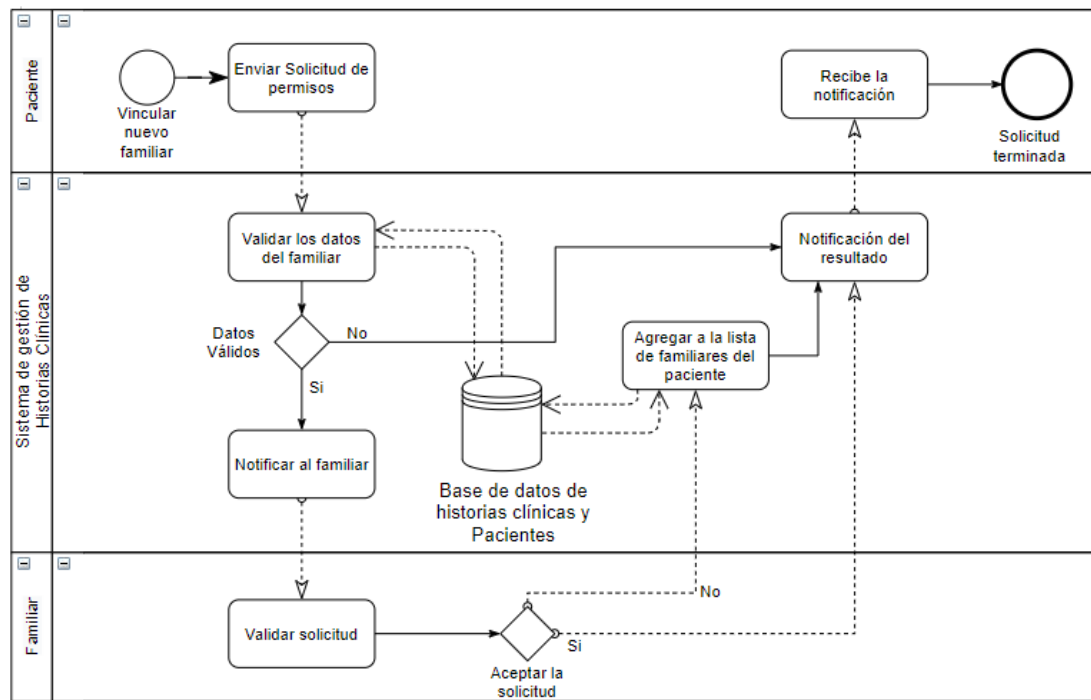 Paciente
Vincular
nuevo
familiar
Enviar Solicitud de
permisos
Recibe la
notificación
Solicitud
terminada
Sistema de gestión de
Historias Clínicas
Validar los datos
del familiar
Notificación del
resultado
Datos
Válidos
No
Si
Agregar a la lista
de familiares del
paciente
Notificar al familiar
Base de datos de
historias clínicas y
Pacientes
Familiar
Validar solicitud
Aceptar la
solicitud
No
Si